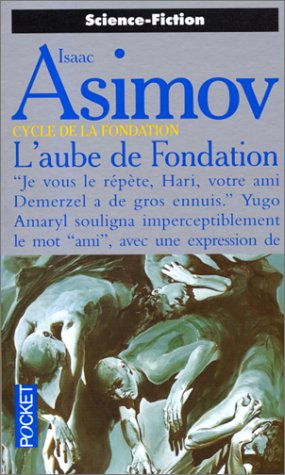 Science-Fiction
Isaac
Asimov
CYCLE DE LA FONDATION
L'aube de Fondation
"Je vous le répète, Hari, votre ami
Demerzel a de gros ennuis." Yugo
Amaryl souligna imperceptiblement
le mot "ami", avec une expression de
POCKET